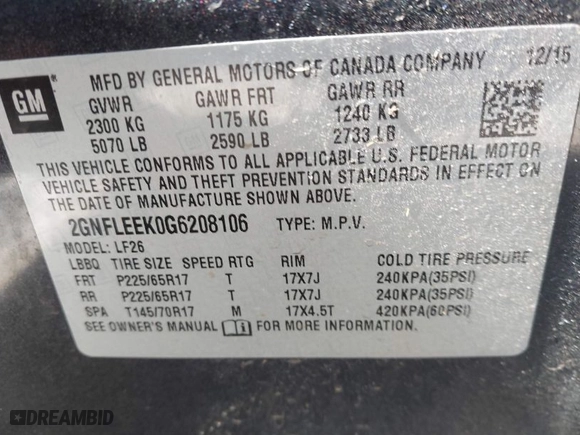 GM
MFD BY GENERAL MOTORS OF CANADA COMPANY 12/15
GVWR GAWR FRT GAWR RR
2300 KG 1175 KG 1240 KG
5070 LB 2590 LB 2733 LB
THIS VEHICLE CONFORMS TO ALL APPLICABLE U.S. FEDERAL MOTOR
VEHICLE SAFETY AND THEFT PREVENTION STANDARDS IN EFFECT ON
THE DATE OF MANUFACTURE SHOWN ABOVE.
2GNFLEEK0G6208106 TYPE: M.P.V.
MODEL: LF26
LBBQ TIRE SIZE SPEED RTG RIM COLD TIRE PRESSURE
FRT P225/65R17 T 17X7J 240KPA(35PSI)
RR P225/65R17 T 17X7J 240KPA(35PSI)
SPA T145/70R17 M 17X4.5T 420KPA(60PSI)
SEE OWNER'S MANUAL FOR MORE INFORMATION.
DREAMBID